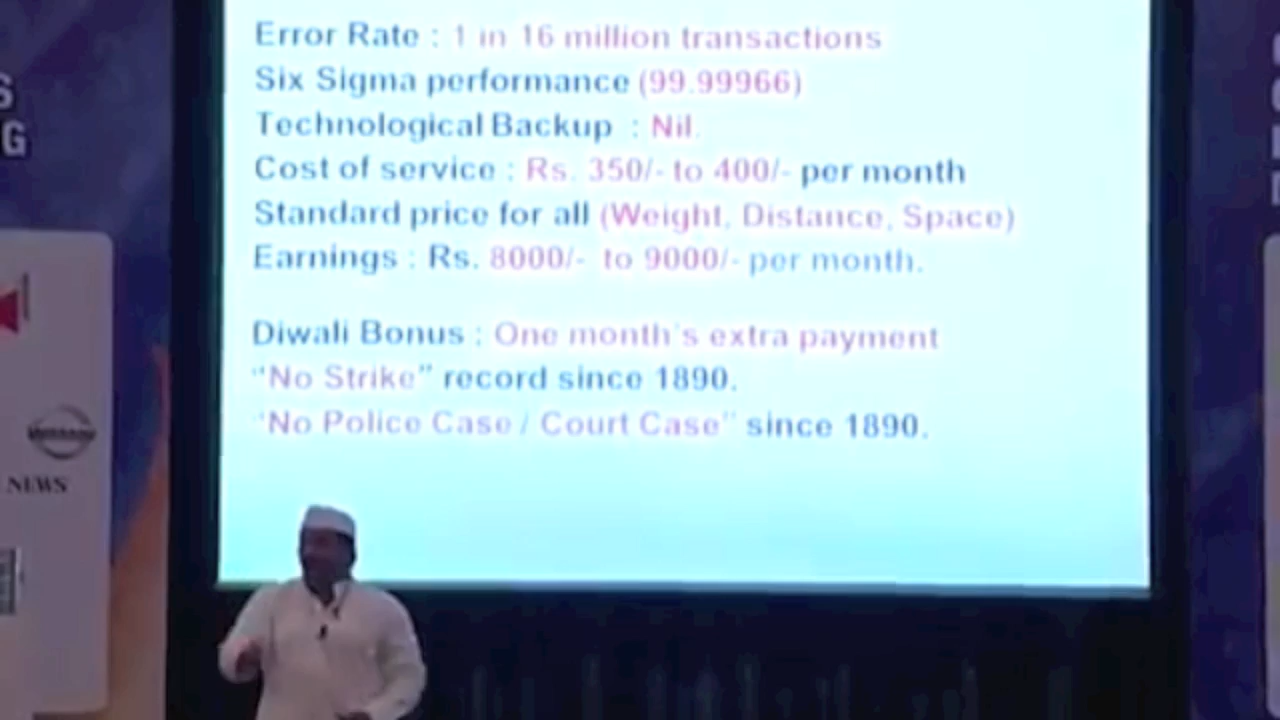 Error Rate : 1 in 16 million transactions
Six Sigma performance (99.99966)
Technological Backup : Nil.
Cost of service : Rs. 350/- to 400/- per month
Standard price for all (Weight, Distance, Space)
Earnings : Rs. 8000/- to 9000/- per month.
Diwali Bonus : One month's extra payment
"No Strike" record since 1890.
"No Police Case / Court Case" since 1890.
S
G
NEWS